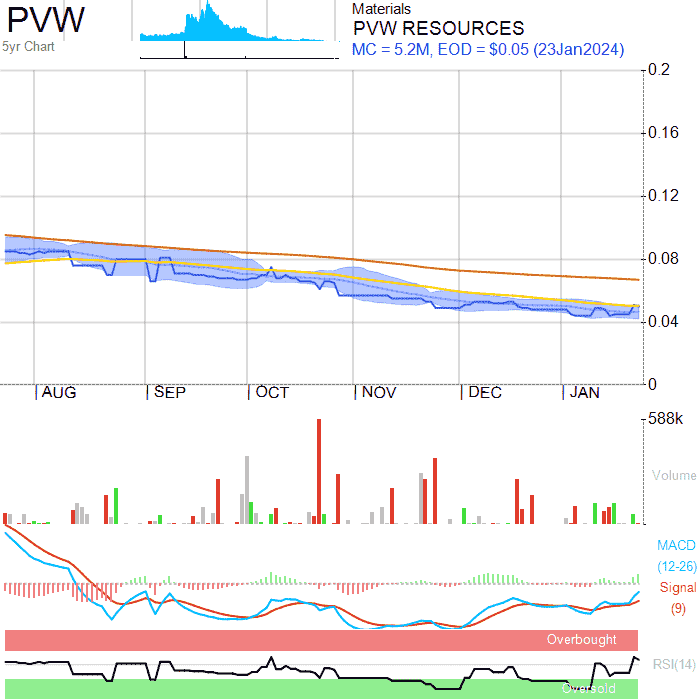 PVW
5yr Chart
Materials
PVW RESOURCES
MC = 5.2M, EOD = $0.05 (23Jan2024)
0.2
0.16
0.12
0.08
0.04
0
AUG SEP OCT NOV DEC JAN
588k
Volume
MACD
(12-26)
Signal
(9)
Overbought
RSI(14)
Oversold